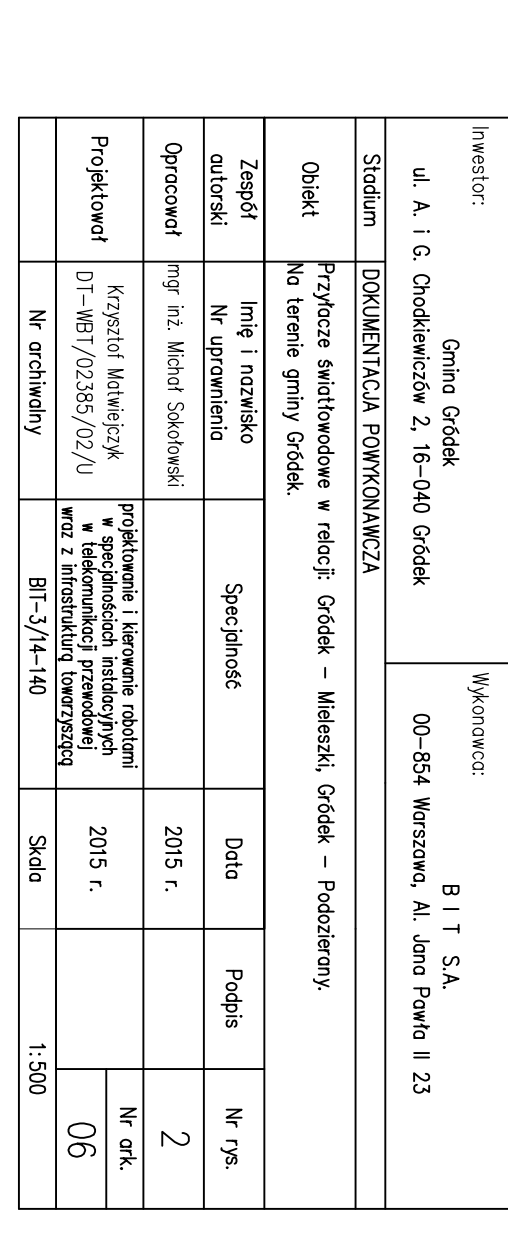 Inwestor:
Gmina Gródek
ul. A. i G. Chodkiewiczów 2, 16-040 Gródek
Wykonawca:
B I T S.A.
00-854 Warszawa, Al. Jana Pawła II 23
Stadium
DOKUMENTACJA POWYKONAWCZA
Obiekt
Przyłacze światłowodowe w relacji: Gródek - Mieleszki, Gródek - Podozierany.
Na terenie gminy Gródek.
Zespół
autorski
Imię i nazwisko
Nr uprawnienia
Specjalność
Data
Podpis
Nr rys.
Opracował
mgr inż. Michał Sokołowski
2015 r.
2
Projektował
Krzysztof Matwiejczyk
DT-WBT/02385/02/U
projektowanie i kierowanie robotami
w specjalnościach instalacyjnych
w telekomunikacji przewodowej
wraz z infrastrukturą towarzyszącą
2015 r.
Nr ark.
06
Nr archiwalny
BIT-3/14-140
Skala
1:500